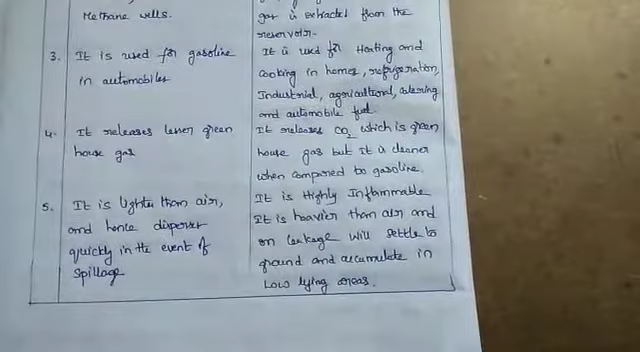 Methane wells.
gas is extracted from the
reservoir.
3. It is used for gasoline
in automobiles
It is used for Heating and
cooking in homes, refrigeration,
Industrial, agricultural, catering
and automobile fuel.
4. It releases lesser green
house gas
It releases CO2 which is green
house gas but it is cleaner
when compared to gasoline.
5. It is lighter than air,
and hence disperses
quickly in the event of
spillage
It is Highly Inflammable
It is heavier than air and
on leakage will settle to
ground and accumulate in
Low lying areas.